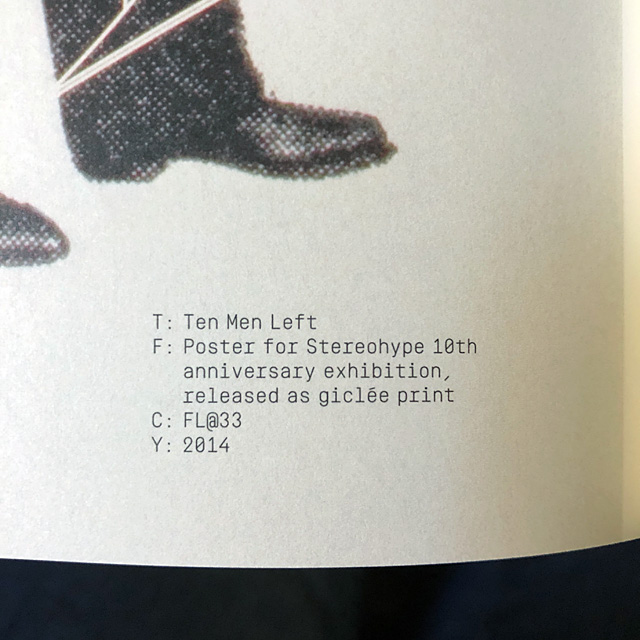 T: Ten Men Left
F: Poster for Stereohype 10th
anniversary exhibition,
released as giclée print
C: FL@33
Y: 2014